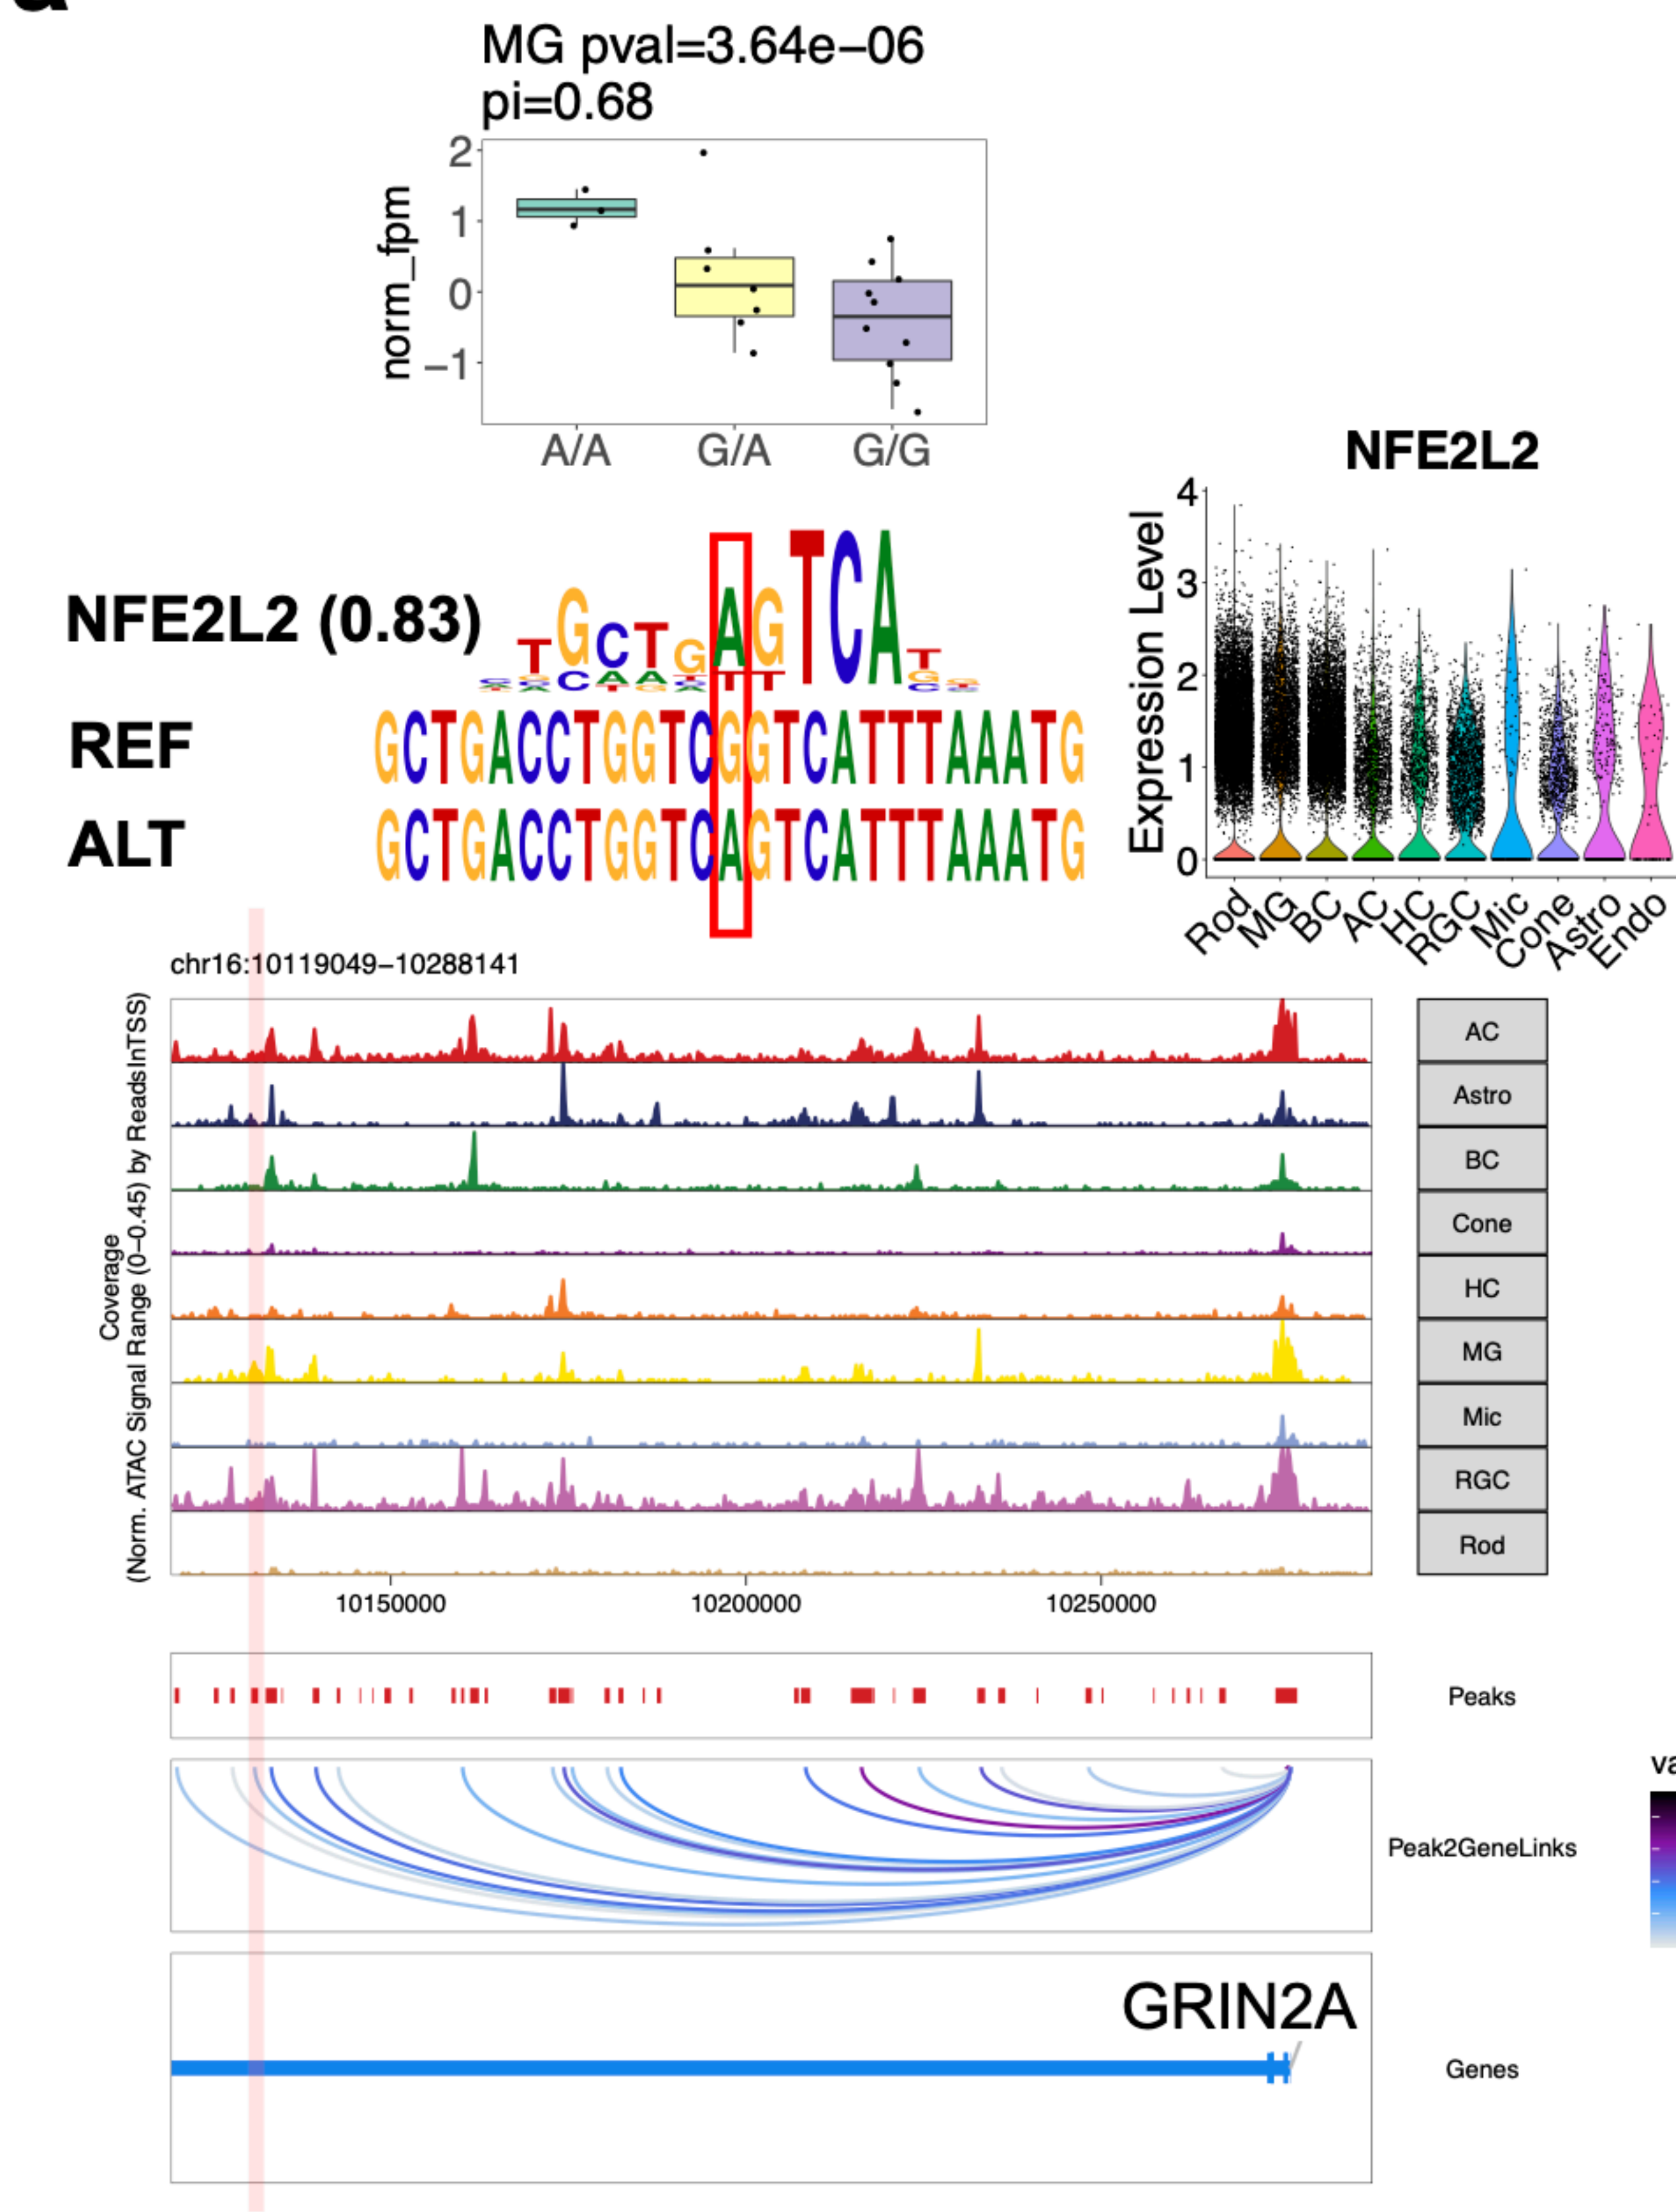 MG pval=3.64e−06
pi=0.68
norm_fpm
2
1
0
−1
A/A
G/A
G/G
NFE2L2
Expression Level
4
3
2
1
0
Rod
MG
BC
AC
HC
RGC
Mic
Cone
Astro
Endo
NFE2L2 (0.83)
TGCTGAGTCAT
REF
GCTGACCTGGTCGGTCATTTAAATG
ALT
GCTGACCTGGTCAGTCATTTAAATG
chr16:10119049−10288141
Coverage
(Norm. ATAC Signal Range (0−0.45) by ReadsInTSS)
AC
Astro
BC
Cone
HC
MG
Mic
RGC
Rod
10150000
10200000
10250000
Peaks
Peak2GeneLinks
GRIN2A
Genes